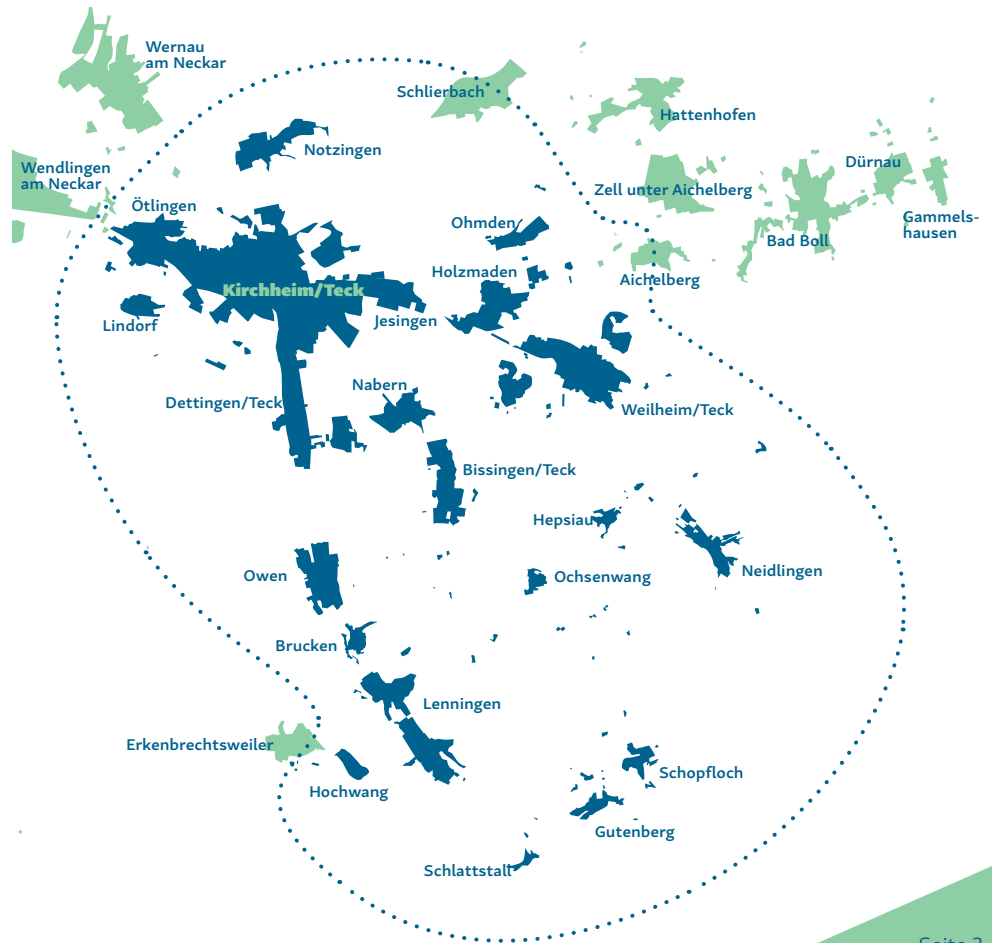 Wernau
am Neckar
Schlierbach
Hattenhofen
Notzingen
Wendlingen
am Neckar
Dürnau
Zell unter Aichelberg
Ötlingen
Gammels-
hausen
Ohmden
Bad Boll
Holzmaden
Aichelberg
Kirchheim/Teck
Jesingen
Lindorf
Nabern
Dettingen/Teck
Weilheim/Teck
Bissingen/Teck
Hepsiau
Neidlingen
Owen
Ochsenwang
Brucken
Lenningen
Erkenbrechtsweiler
Schopfloch
Hochwang
Gutenberg
Schlattstall
Seite 3